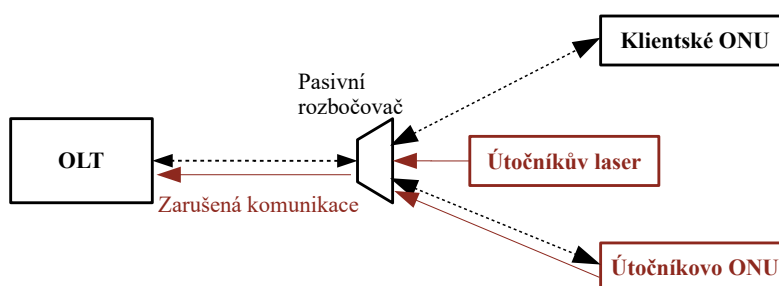 Klientské ONU
Pasivní
rozbočovač
OLT
Útočníkův laser
Zarušená komunikace
Útočníkovo ONU